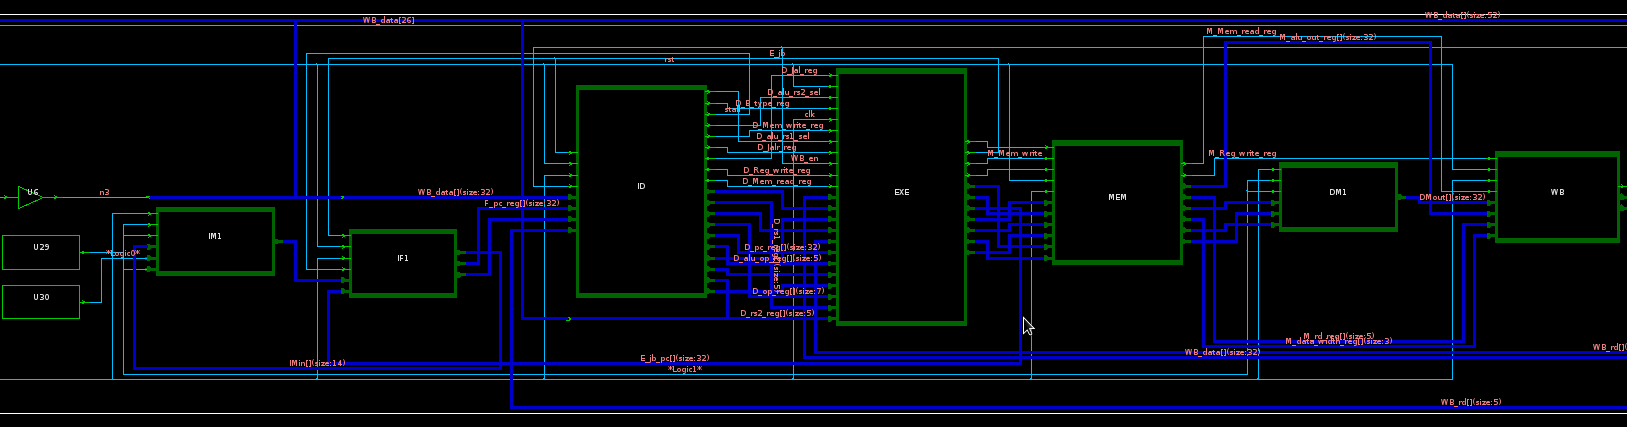 WB_data[](size:52)
WB_data[26]
M_Mem_read_reg
M_alu_out_reg[](size:32)
E_jb
rst
D_jal_reg
D_alu_rs2_sel
D_E_type_reg
clk
D_Mem_write_reg
D_alu_rs1_sel
D_jalr_reg
WB_en
M_Mem_write
M_Reg_write_reg
D_Reg_write_reg
D_Mem_read_reg
U6
n3
WB_data[](size:32)
F_pc_reg[](size:32)
ID
EXE
MEM
DM1
DMout[](size:32)
WB
IM1
IF1
U29
*Logic0*
D_pc_reg[](size:32)
D_alu_op_reg[](size:5)
D_op_reg[](size:7)
D_rs2_reg[](size:5)
U30
M_rd_reg[](size:5)
M_data_width_reg[](size:3)
WB_data[](size:32)
WB_rd[](
E_jb_pc[](size:32)
IMin[](size:14)
*Logic1*
WB_rd[](size:5)